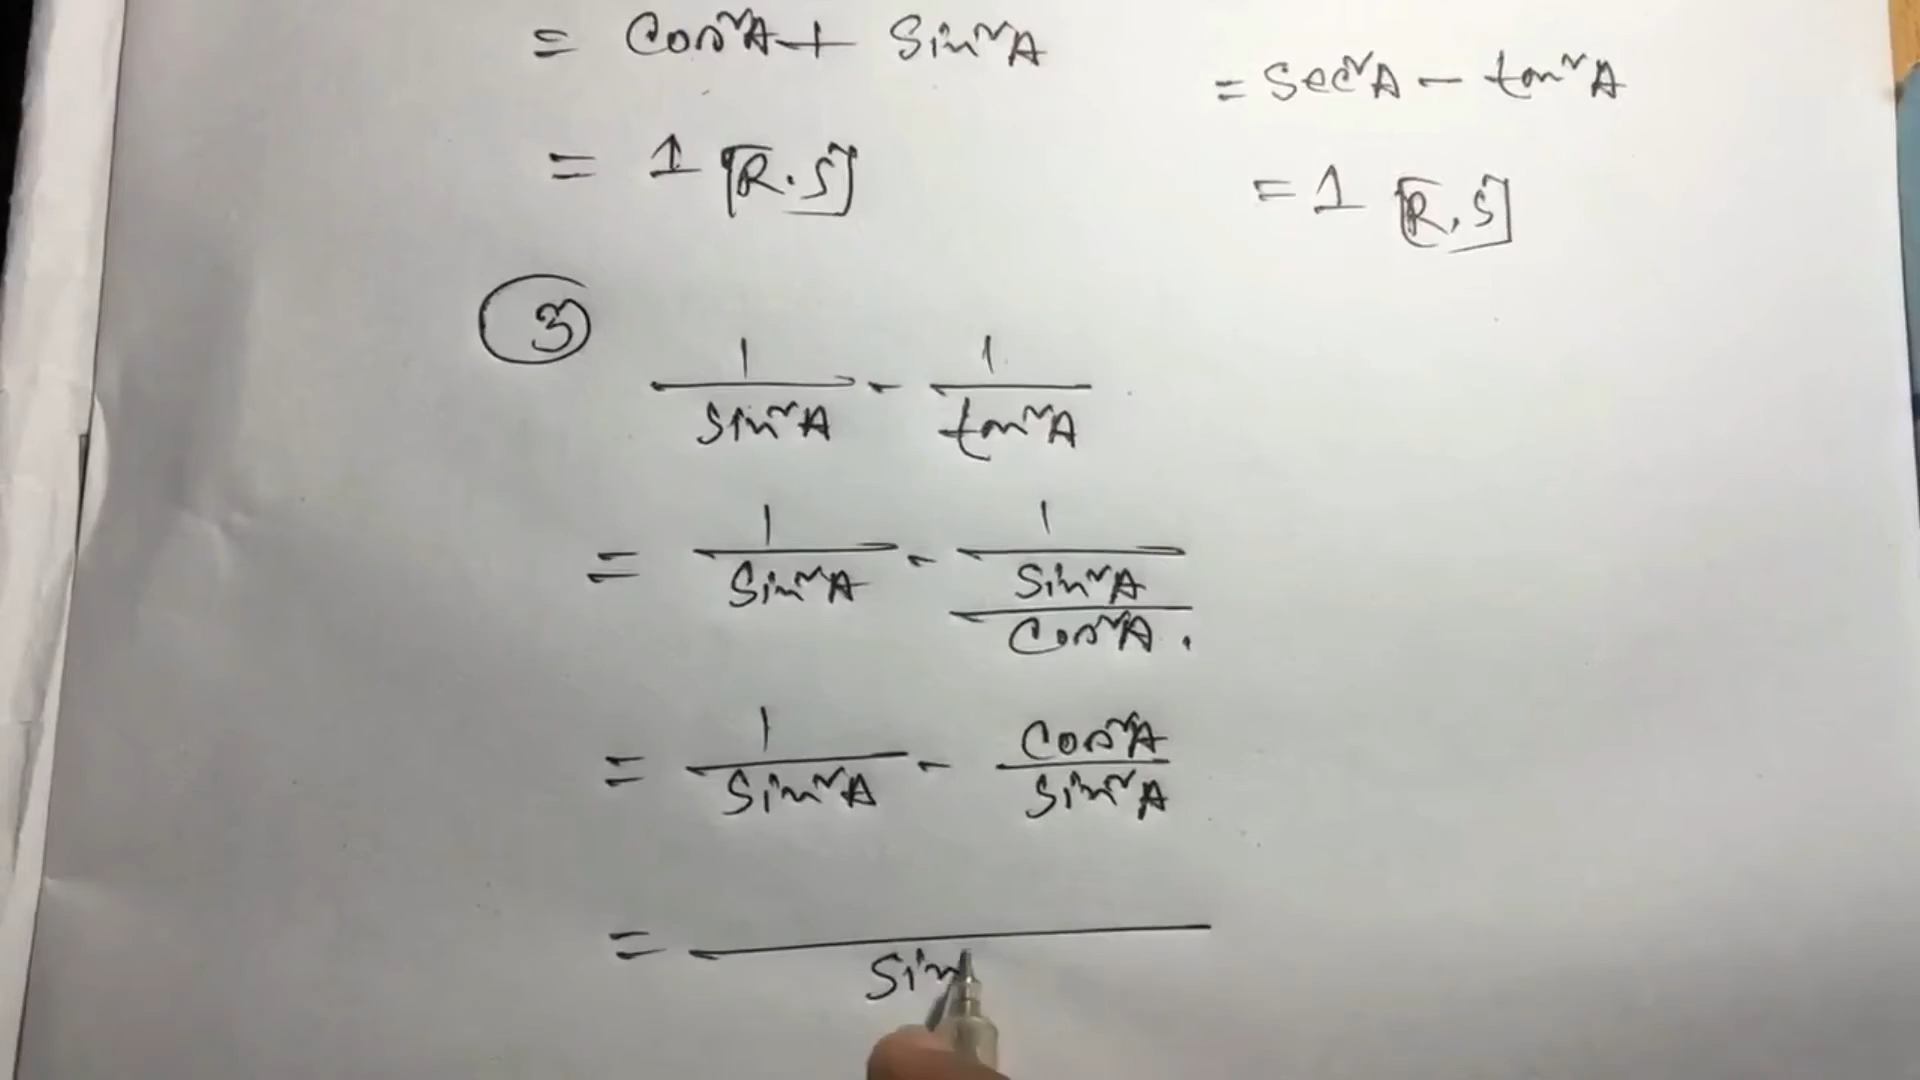 = Cos²A + Sin²A
= 1 [R.S]
= Sec²A - tan²A
= 1 [R.S]
৩
1/Sin²A - 1/tan²A
= 1/Sin²A - 1/(Sin²A/Cos²A)
= 1/Sin²A - Cos²A/Sin²A
= /Sin